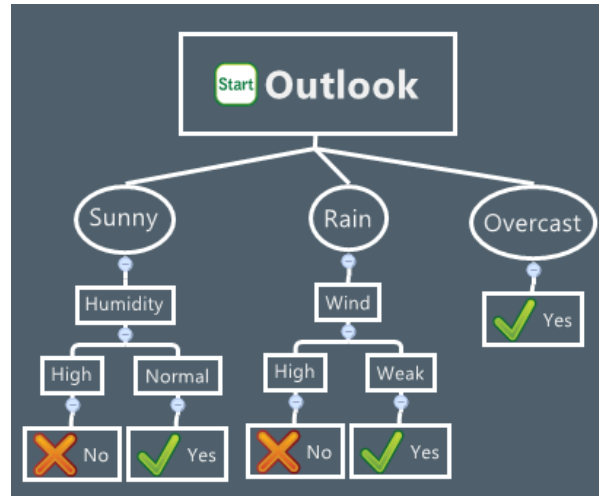 Start Outlook
Sunny
Rain
Overcast
Humidity
Wind
Yes
High
Normal
High
Weak
No
Yes
No
Yes